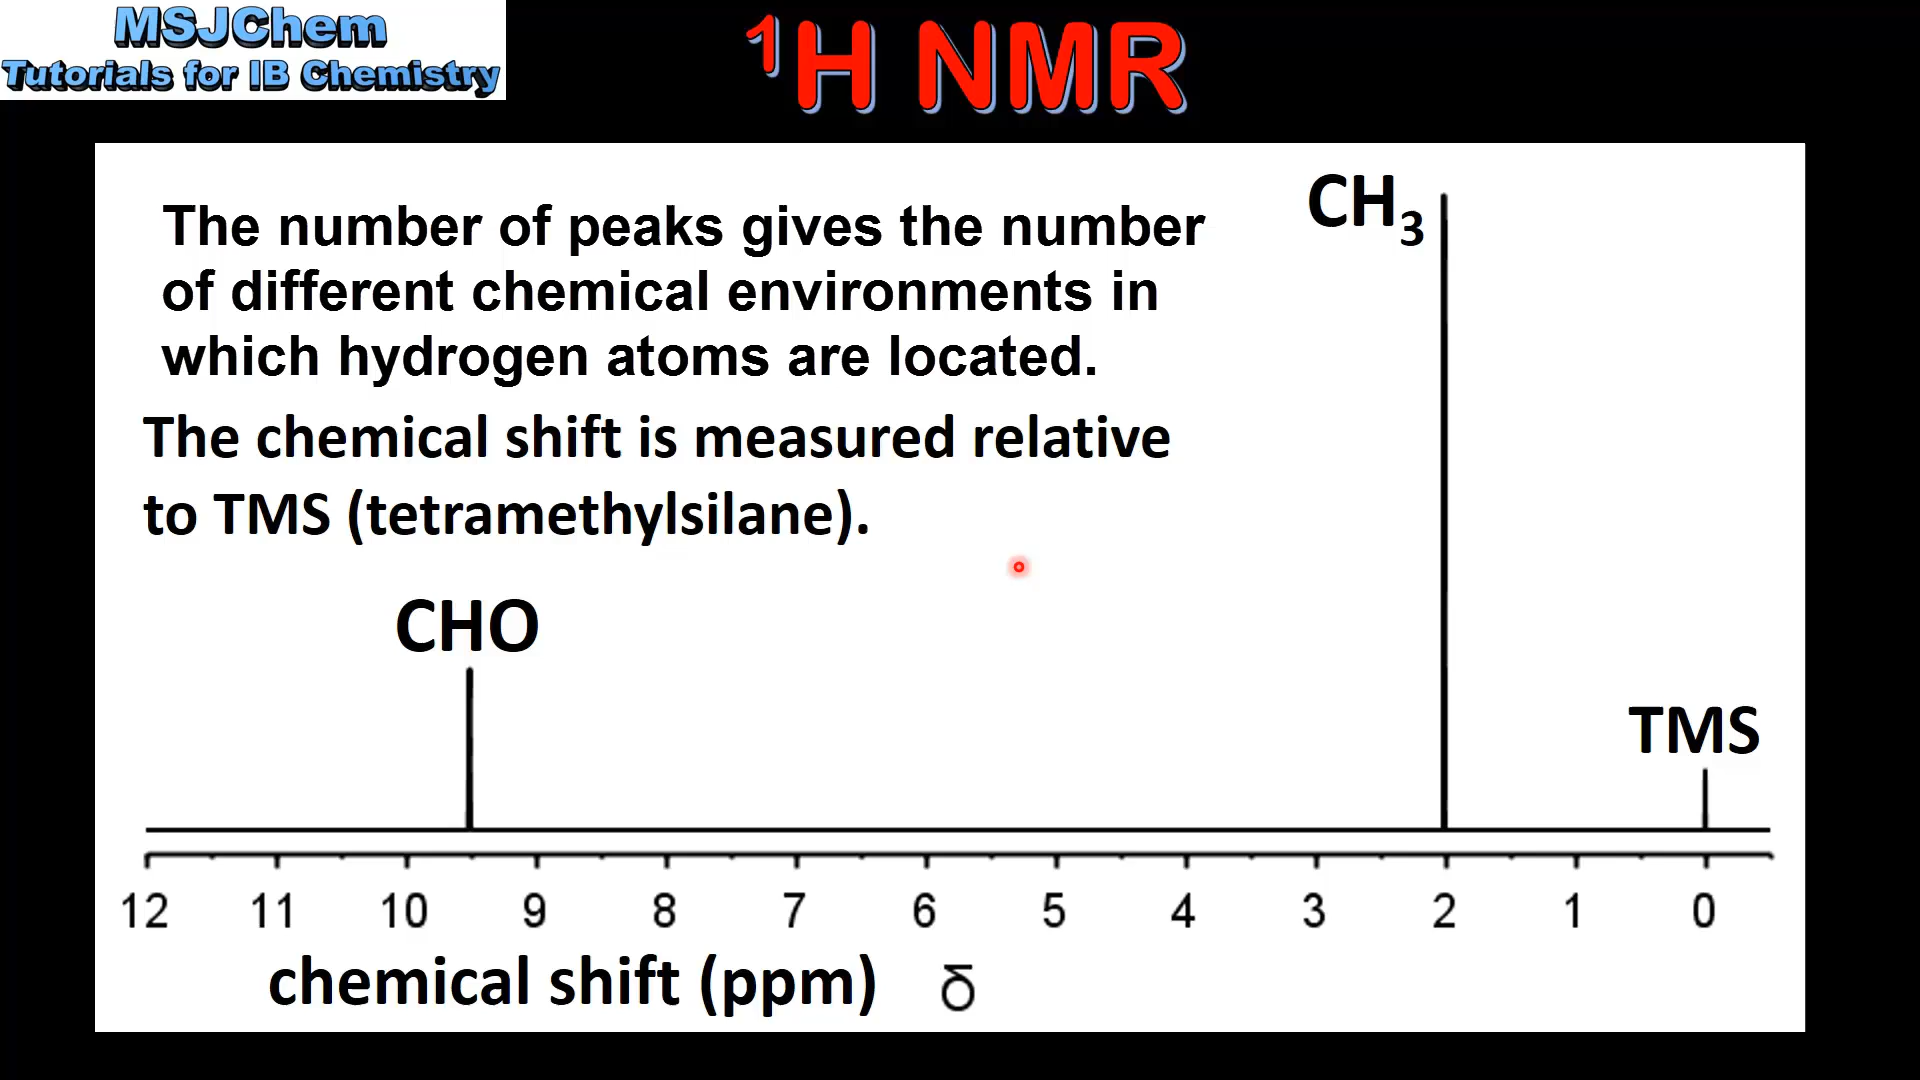 MSJChem
Tutorials for IB Chemistry
¹H NMR
The number of peaks gives the number
of different chemical environments in
which hydrogen atoms are located.
The chemical shift is measured relative
to TMS (tetramethylsilane).
CH₃
CHO
TMS
12 11 10 9 8 7 6 5 4 3 2 1 0
chemical shift (ppm) δ